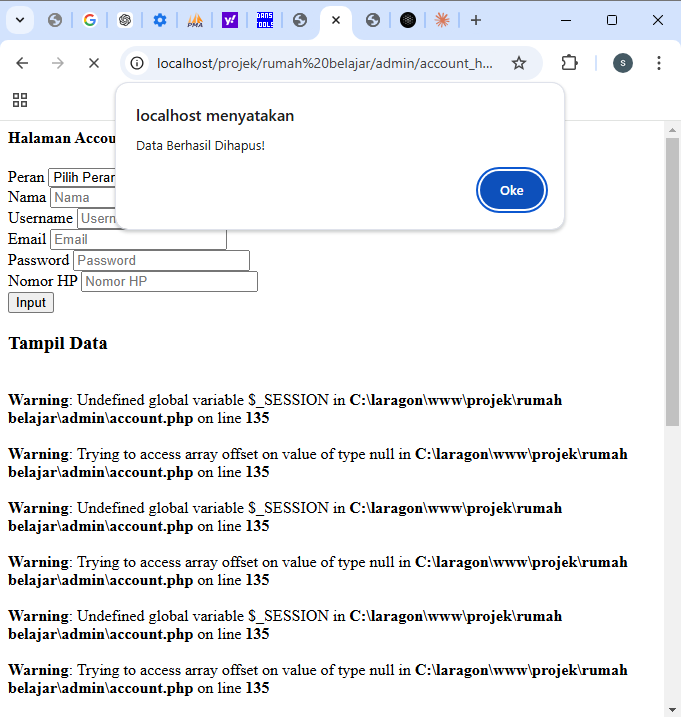 PMA
y!
DANS
TOOLS
localhost/projek/rumah%20belajar/admin/account_h...
S
localhost menyatakan
Data Berhasil Dihapus!
Oke
Halaman Accou
Peran Pilih Peran
Nama Nama
Username Usern
Email Email
Password Password
Nomor HP Nomor HP
Input
Tampil Data
Warning: Undefined global variable $_SESSION in C:\laragon\www\projek\rumah
belajar\admin\account.php on line 135
Warning: Trying to access array offset on value of type null in C:\laragon\www\projek\rumah
belajar\admin\account.php on line 135
Warning: Undefined global variable $_SESSION in C:\laragon\www\projek\rumah
belajar\admin\account.php on line 135
Warning: Trying to access array offset on value of type null in C:\laragon\www\projek\rumah
belajar\admin\account.php on line 135
Warning: Undefined global variable $_SESSION in C:\laragon\www\projek\rumah
belajar\admin\account.php on line 135
Warning: Trying to access array offset on value of type null in C:\laragon\www\projek\rumah
belajar\admin\account.php on line 135